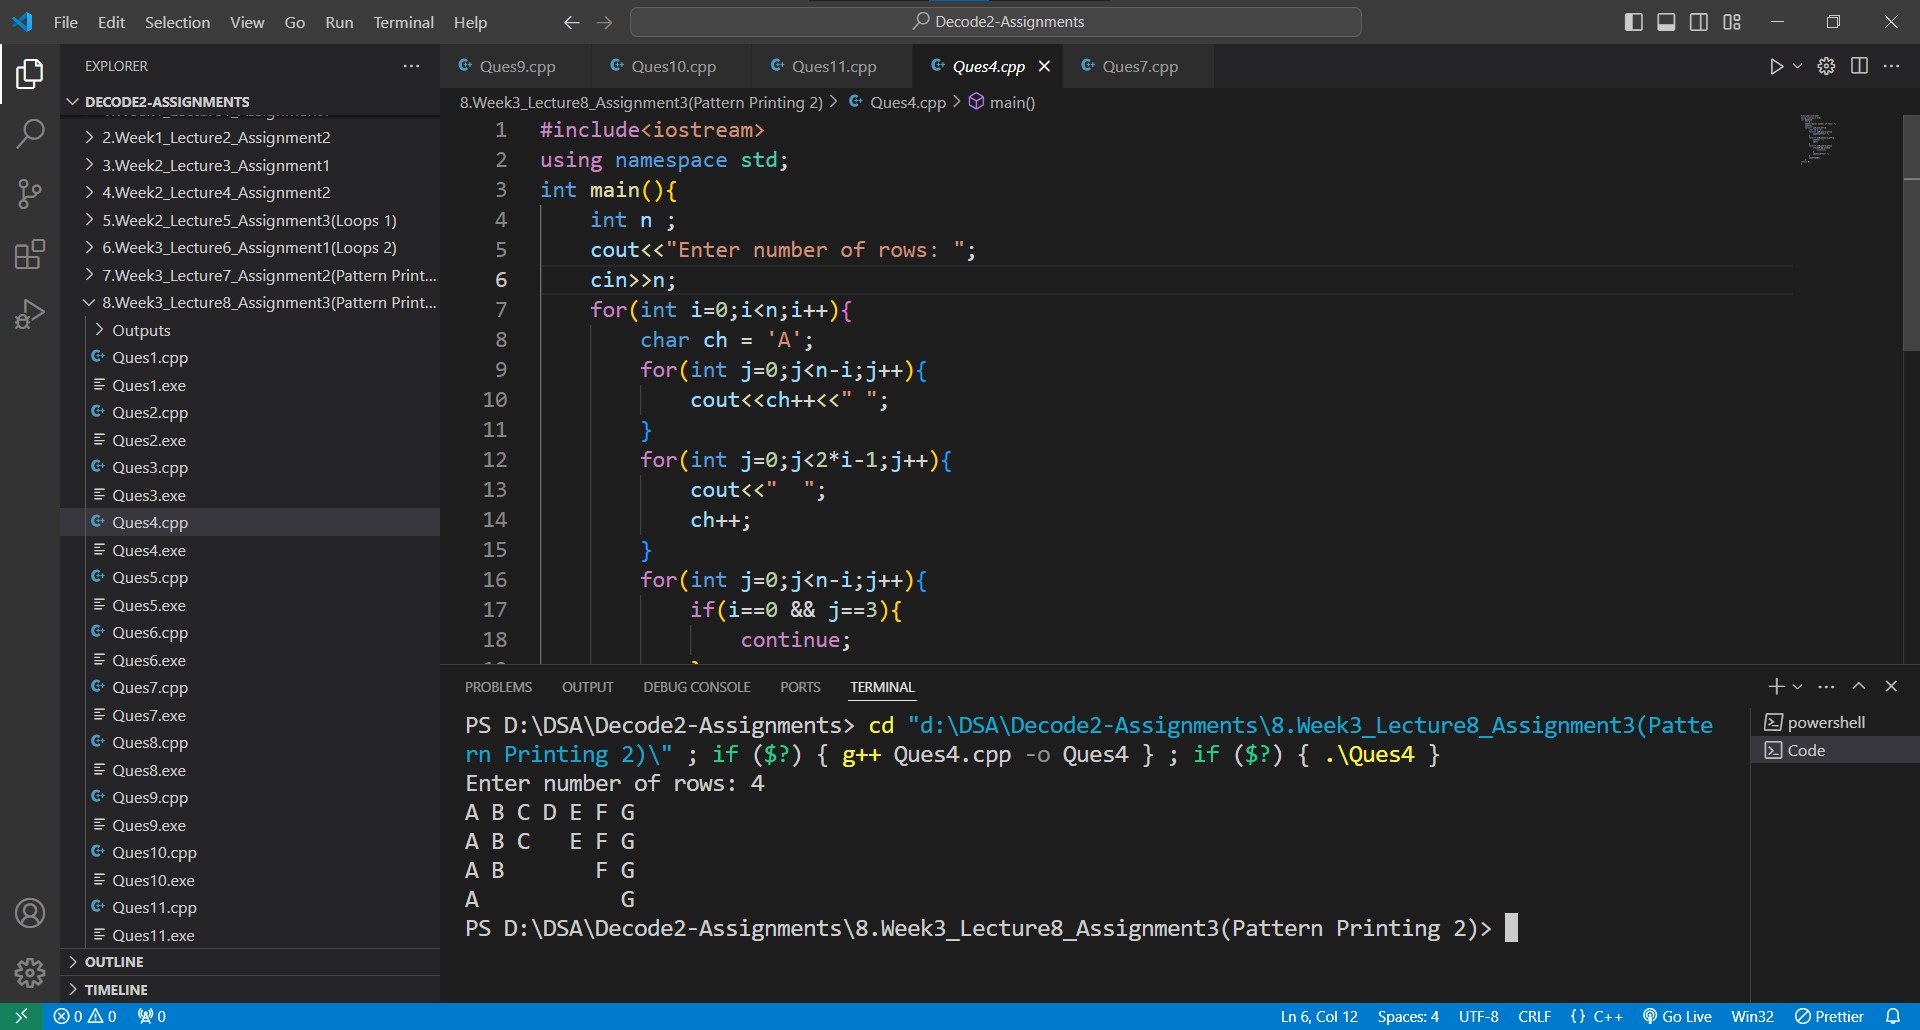 File Edit Selection View Go Run Terminal Help
Decode2-Assignments
EXPLORER
DECODE2-ASSIGNMENTS
2.Week1_Lecture2_Assignment2
3.Week2_Lecture3_Assignment1
4.Week2_Lecture4_Assignment2
5.Week2_Lecture5_Assignment3(Loops 1)
6.Week3_Lecture6_Assignment1(Loops 2)
7.Week3_Lecture7_Assignment2(Pattern Print...
8.Week3_Lecture8_Assignment3(Pattern Print...
Outputs
Ques1.cpp
Ques1.exe
Ques2.cpp
Ques2.exe
Ques3.cpp
Ques3.exe
Ques4.cpp
Ques4.exe
Ques5.cpp
Ques5.exe
Ques6.cpp
Ques6.exe
Ques7.cpp
Ques7.exe
Ques8.cpp
Ques8.exe
Ques9.cpp
Ques9.exe
Ques10.cpp
Ques10.exe
Ques11.cpp
Ques11.exe
OUTLINE
TIMELINE
Ques9.cpp Ques10.cpp Ques11.cpp Ques4.cpp Ques7.cpp
8.Week3_Lecture8_Assignment3(Pattern Printing 2) > Ques4.cpp > main()
1 #include<iostream>
2 using namespace std;
3 int main(){
4 int n ;
5 cout<<"Enter number of rows: ";
6 cin>>n;
7 for(int i=0;i<n;i++){
8 char ch = 'A';
9 for(int j=0;j<n-i;j++){
10 cout<<ch++<<" ";
11 }
12 for(int j=0;j<2*i-1;j++){
13 cout<<"  ";
14 ch++;
15 }
16 for(int j=0;j<n-i;j++){
17 if(i==0 && j==3){
18 continue;
PROBLEMS OUTPUT DEBUG CONSOLE PORTS TERMINAL
PS D:\DSA\Decode2-Assignments> cd "d:\DSA\Decode2-Assignments\8.Week3_Lecture8_Assignment3(Patte
rn Printing 2)\" ; if ($?) { g++ Ques4.cpp -o Ques4 } ; if ($?) { .\Ques4 }
Enter number of rows: 4
A B C D E F G
A B C   E F G
A B       F G
A           G
PS D:\DSA\Decode2-Assignments\8.Week3_Lecture8_Assignment3(Pattern Printing 2)>
powershell
Code
0 0 0 Ln 6, Col 12 Spaces: 4 UTF-8 CRLF {} C++ Go Live Win32 Prettier